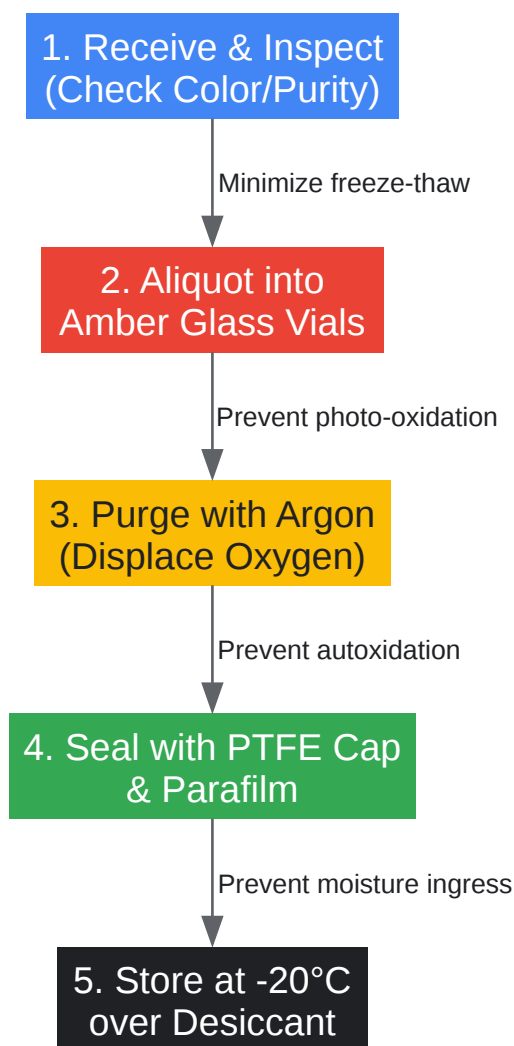 1. Receive & Inspect
(Check Color/Purity)
Minimize freeze-thaw
2. Aliquot into
Amber Glass Vials
Prevent photo-oxidation
3. Purge with Argon
(Displace Oxygen)
Prevent autoxidation
4. Seal with PTFE Cap
& Parafilm
Prevent moisture ingress
5. Store at -20°C
over Desiccant